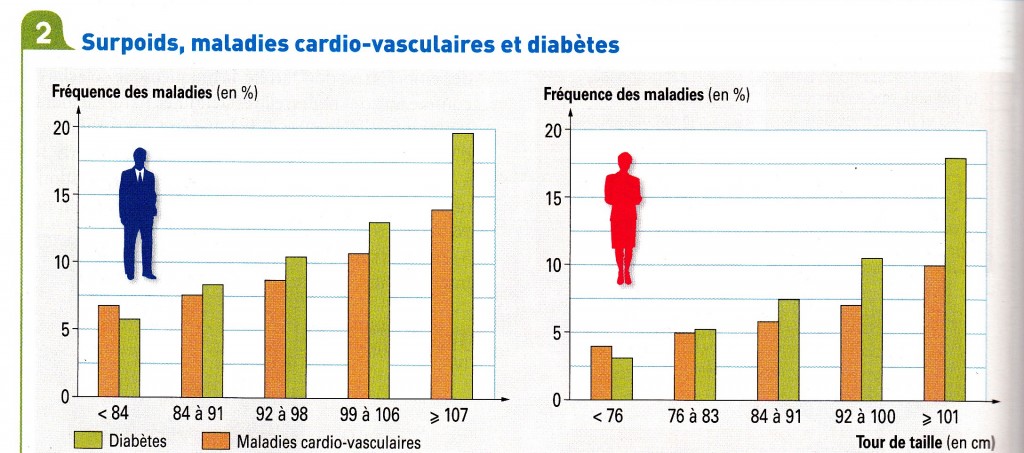 2
Surpoids, maladies cardio-vasculaires et diabètes
Fréquence des maladies (en %)
20
15
10
5
0
< 84
84 à 91
92 à 98
99 à 106
⩾ 107
Diabètes
Maladies cardio-vasculaires
Fréquence des maladies (en %)
20
15
10
5
0
< 76
76 à 83
84 à 91
92 à 100
⩾ 101
Tour de taille (en cm)